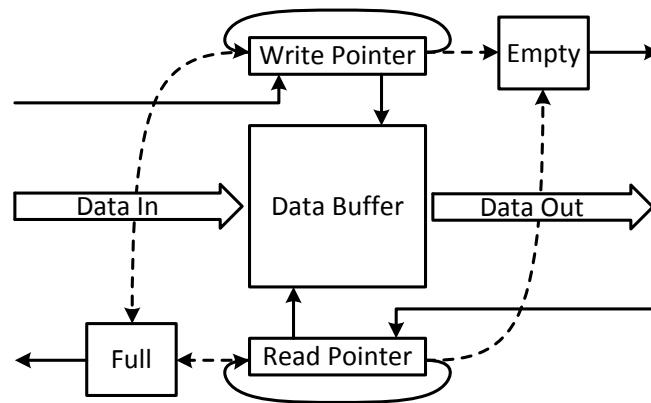 Write Pointer
Empty
Data In
Data Buffer
Data Out
Full
Read Pointer